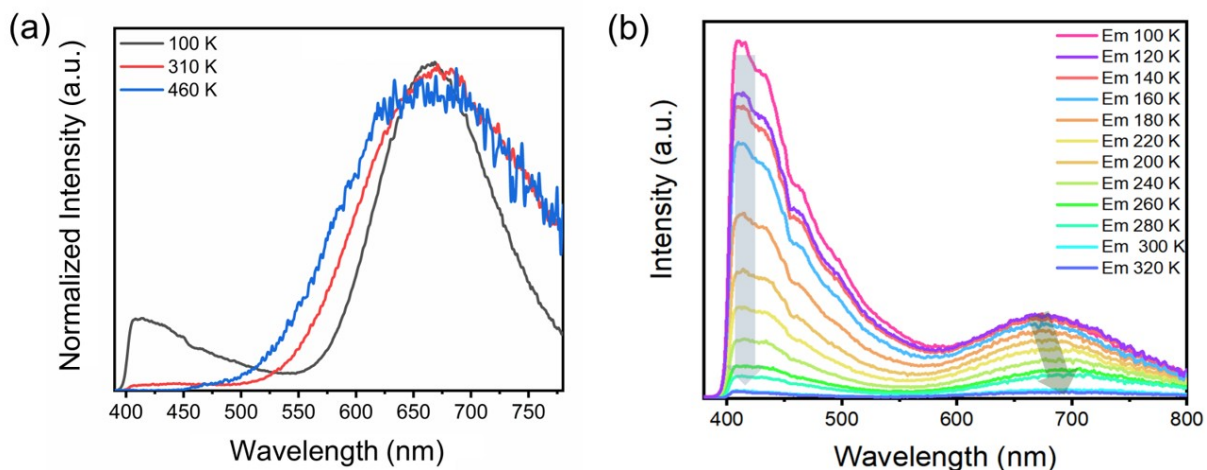 (a)
100 K
310 K
460 K
Normalized Intensity (a.u.)
400 450 500 550 600 650 700 750
Wavelength (nm)
(b)
Em 100 K
Em 120 K
Em 140 K
Em 160 K
Em 180 K
Em 220 K
Em 200 K
Em 240 K
Em 260 K
Em 280 K
Em 300 K
Em 320 K
Intensity (a.u.)
400 500 600 700 800
Wavelength (nm)